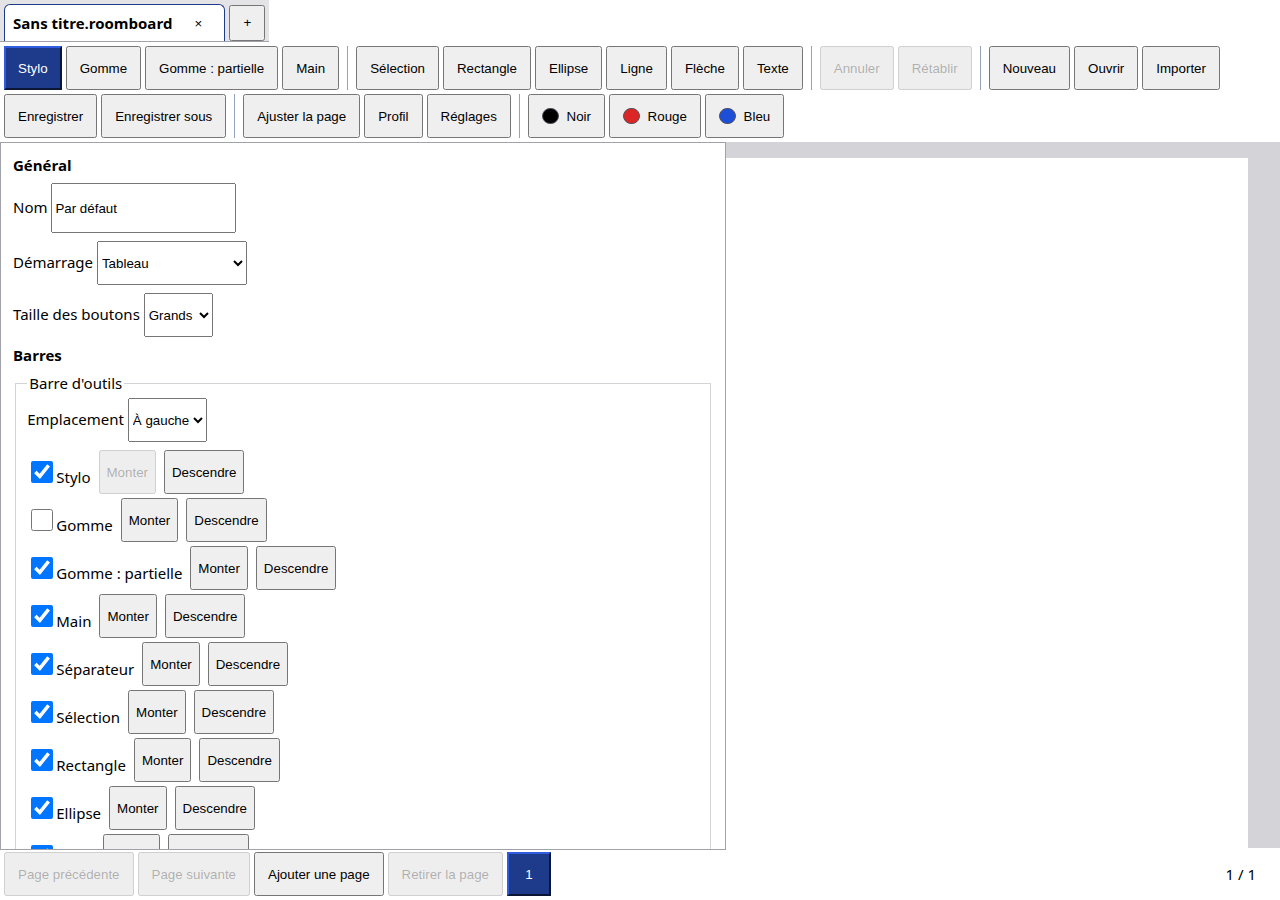 Sans titre.roomboard × +
Stylo Gomme Gomme : partielle Main Sélection Rectangle Ellipse Ligne Flèche Texte Annuler Rétablir Nouveau Ouvrir Importer
Enregistrer Enregistrer sous Ajuster la page Profil Réglages Noir Rouge Bleu
Général
Nom Par défaut
Démarrage Tableau
Taille des boutons Grands
Barres
Barre d'outils
Emplacement À gauche
Stylo Monter Descendre
Gomme Monter Descendre
Gomme : partielle Monter Descendre
Main Monter Descendre
Séparateur Monter Descendre
Sélection Monter Descendre
Rectangle Monter Descendre
Ellipse Monter Descendre
Page précédente Page suivante Ajouter une page Retirer la page 1 1 / 1